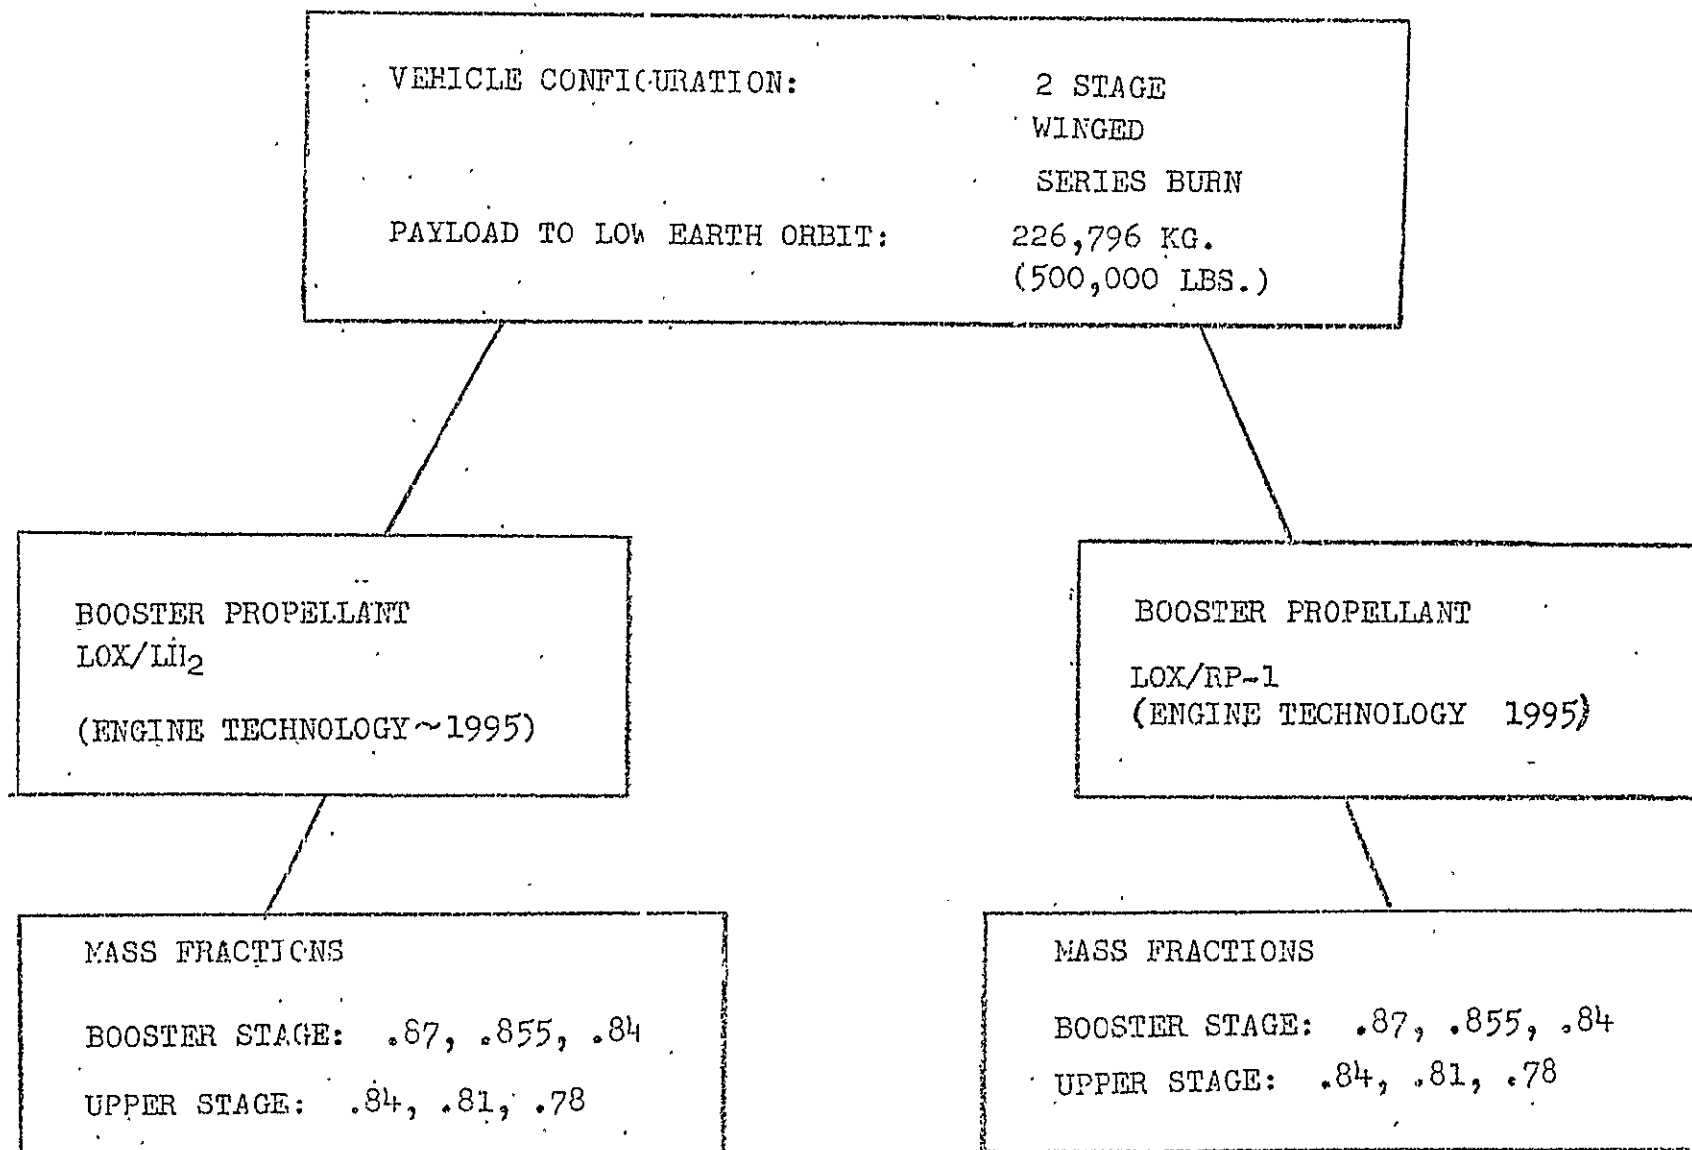 VEHICLE CONFIGURATION: 2 STAGE
WINGED
SERIES BURN
PAYLOAD TO LOW EARTH ORBIT: 226,796 KG.
(500,000 LBS.)
BOOSTER PROPELLANT
LOX/LH2
(ENGINE TECHNOLOGY ~ 1995)
BOOSTER PROPELLANT
LOX/RP-1
(ENGINE TECHNOLOGY 1995)
MASS FRACTIONS
BOOSTER STAGE: .87, .855, .84
UPPER STAGE: .84, .81, .78
MASS FRACTIONS
BOOSTER STAGE: .87, .855, .84
UPPER STAGE: .84, .81, .78